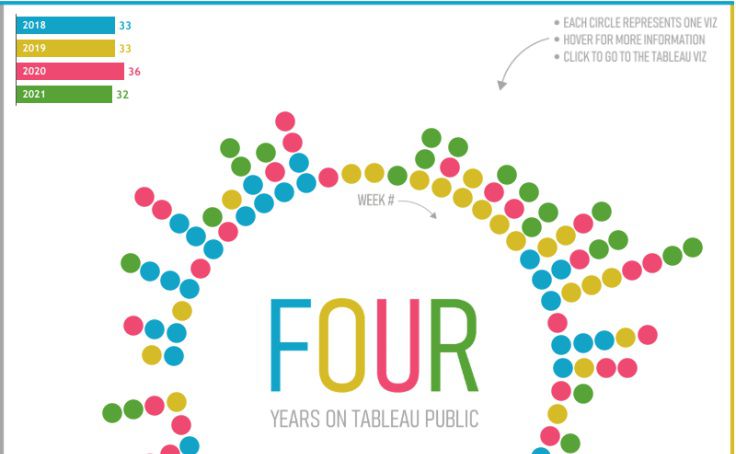 2018 33
2019 33
2020 36
2021 32
• EACH CIRCLE REPRESENTS ONE VIZ
• HOVER FOR MORE INFORMATION
• CLICK TO GO TO THE TABLEAU VIZ
WEEK #
FOUR
YEARS ON TABLEAU PUBLIC